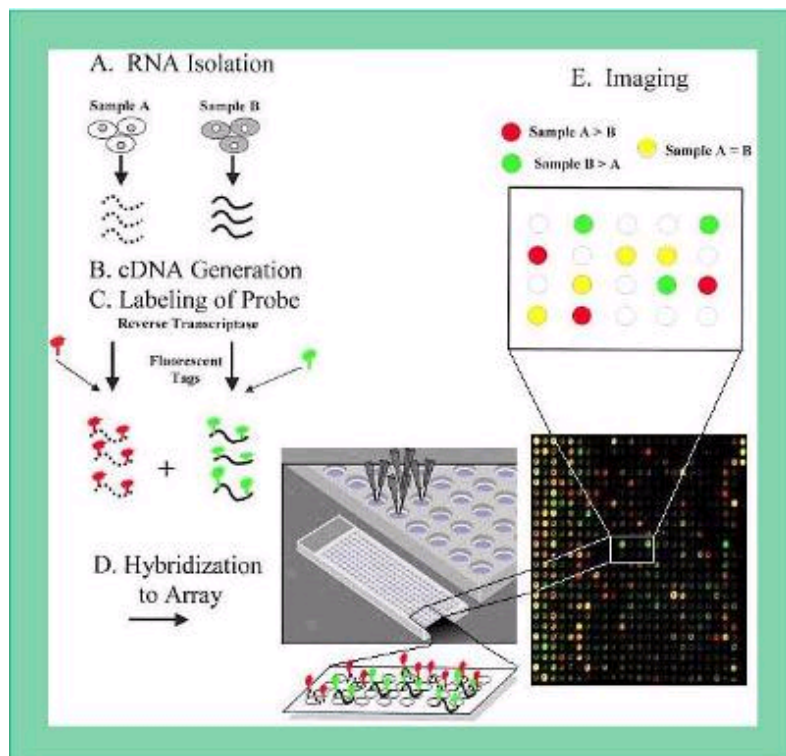 A. RNA Isolation
Sample A
Sample B
B. cDNA Generation
C. Labeling of Probe
Reverse Transcriptase
Fluorescent
Tags
+
D. Hybridization
to Array
E. Imaging
Sample A > B
Sample B > A
Sample A = B